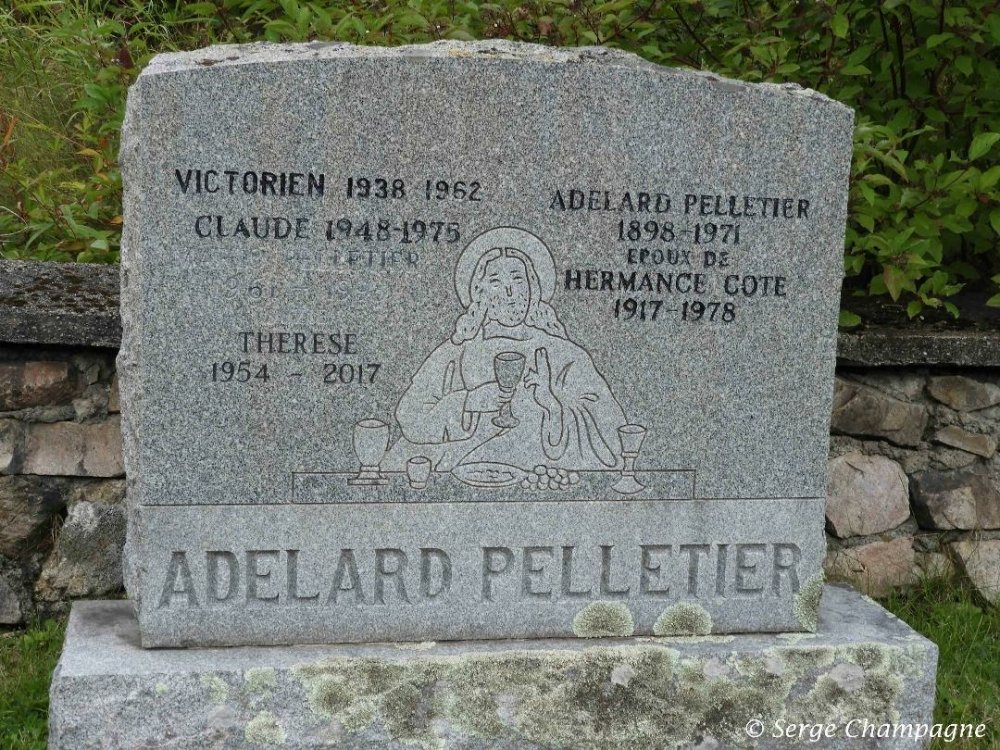 VICTORIEN 1938 1962
CLAUDE 1948-1975
PELLETIER
THERESE
1954 - 2017
ADELARD PELLETIER
1898-1971
EPOUX DE
HERMANCE COTE
1917-1978
ADELARD PELLETIER
© Serge Champagne